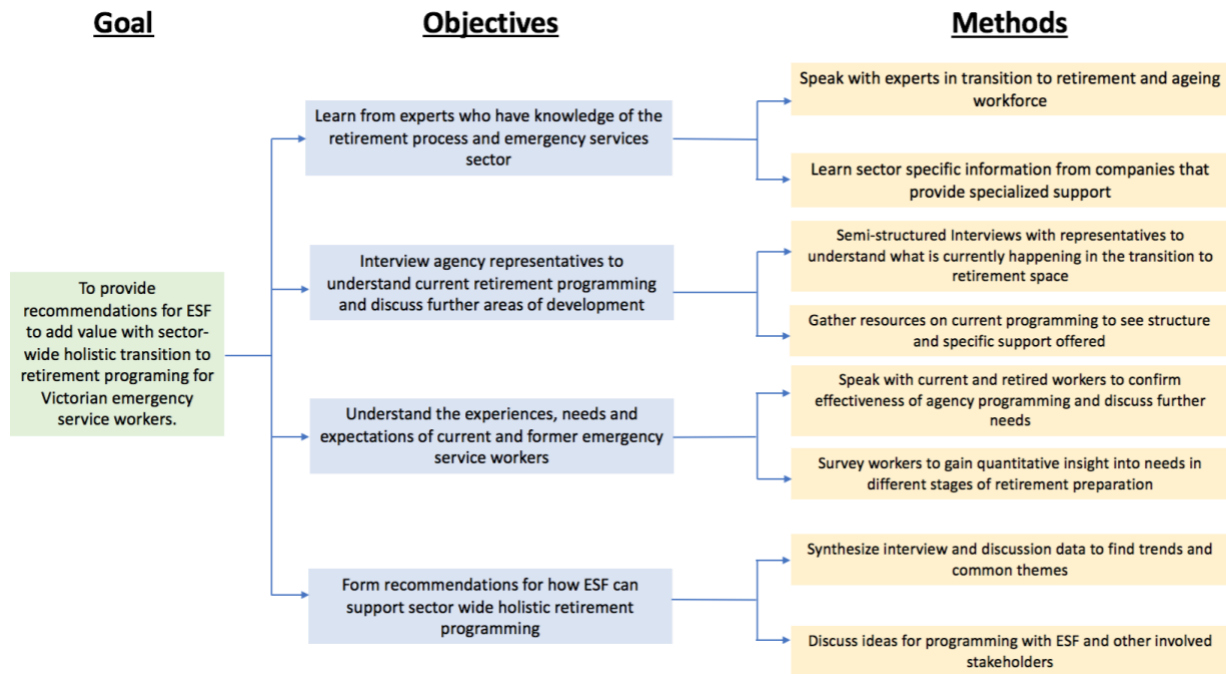 Goal
Objectives
Methods
To provide
recommendations for ESF
to add value with sector-
wide holistic transition to
retirement programing for
Victorian emergency
service workers.
Learn from experts who have knowledge of the
retirement process and emergency services
sector
Speak with experts in transition to retirement and ageing
workforce
Learn sector specific information from companies that
provide specialized support
Interview agency representatives to
understand current retirement programming
and discuss further areas of development
Semi-structured Interviews with representatives to
understand what is currently happening in the transition to
retirement space
Gather resources on current programming to see structure
and specific support offered
Understand the experiences, needs and
expectations of current and former emergency
service workers
Speak with current and retired workers to confirm
effectiveness of agency programming and discuss further
needs
Survey workers to gain quantitative insight into needs in
different stages of retirement preparation
Form recommendations for how ESF can
support sector wide holistic retirement
programming
Synthesize interview and discussion data to find trends and
common themes
Discuss ideas for programming with ESF and other involved
stakeholders